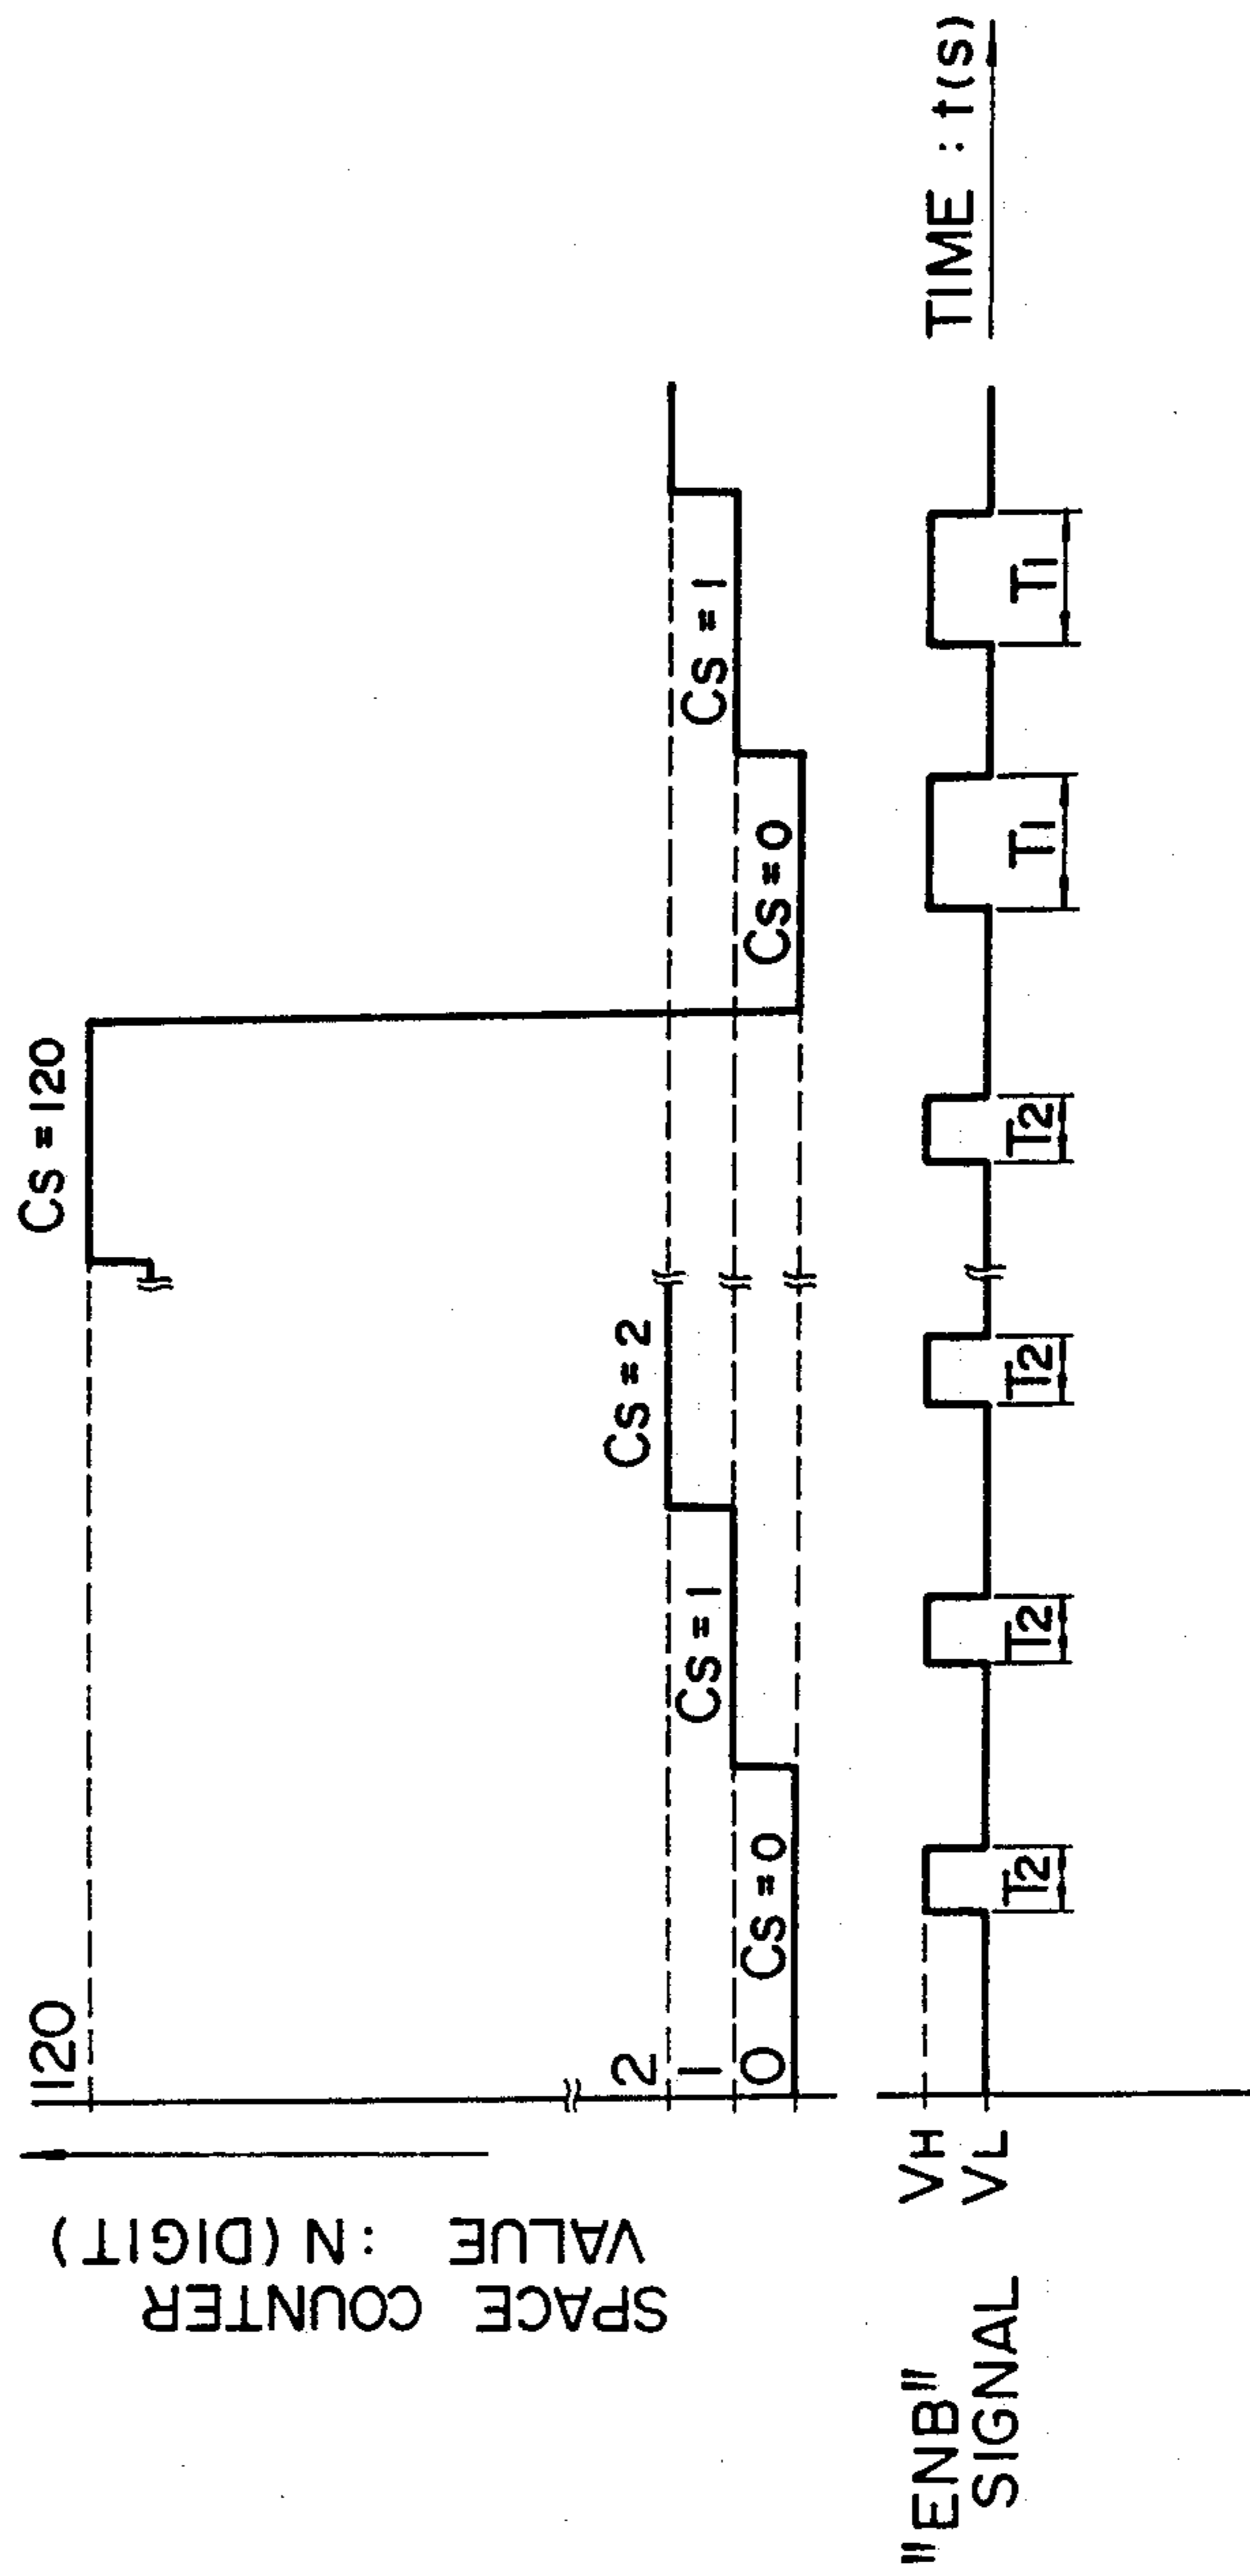 SPACE COUNTER
VALUE : N (DIGIT)
120
2
1
0
Cs = 0
Cs = 1
Cs = 2
Cs = 120
Cs = 0
Cs = 1
"ENB"
SIGNAL
VH
VL
T2
T2
T2
T2
T1
T1
TIME : t(s)